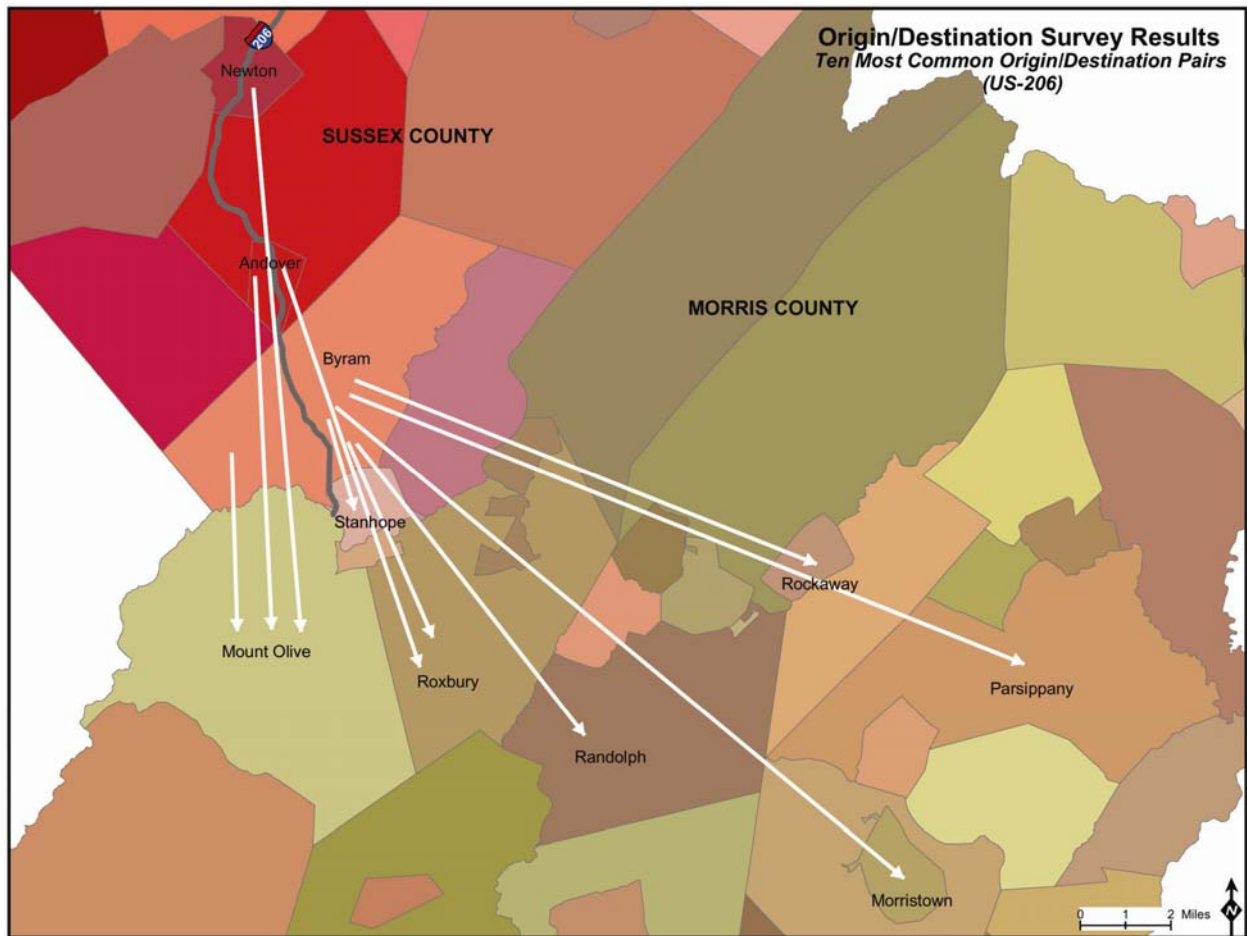 Origin/Destination Survey Results
Ten Most Common Origin/Destination Pairs
(US-206)
206
Newton
SUSSEX COUNTY
Andover
MORRIS COUNTY
Byram
Stanhope
Rockaway
Mount Olive
Roxbury
Parsippany
Randolph
Morristown
0 1 2 Miles
N